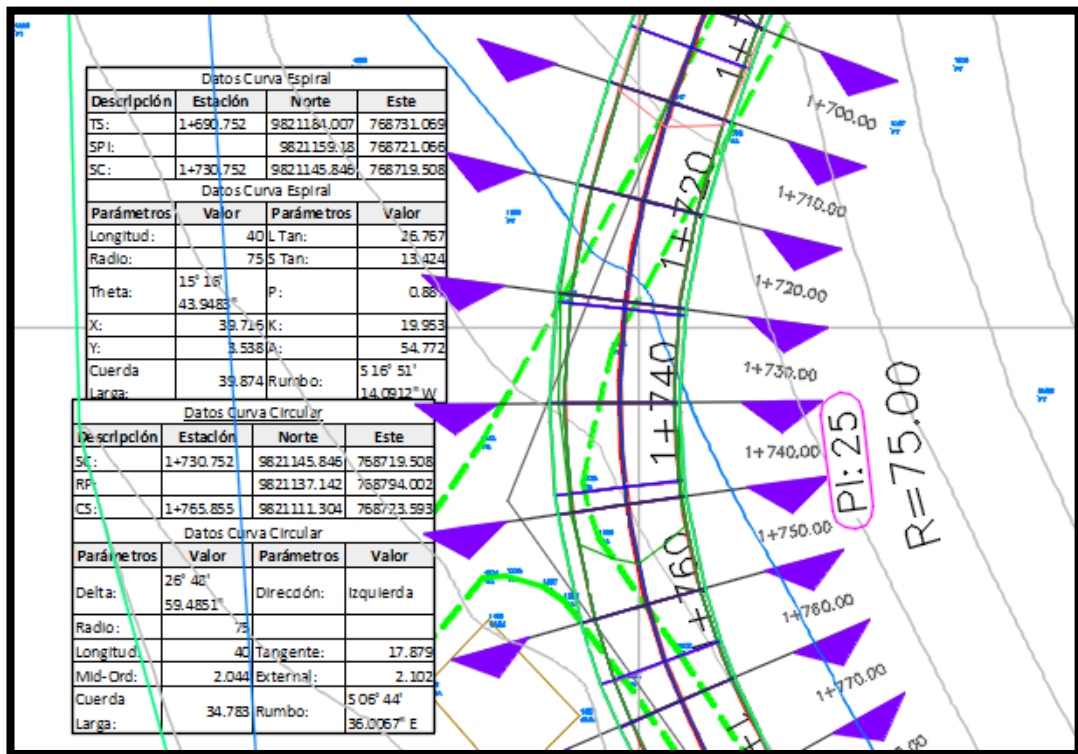 Datos Curva Espiral
Descripción Estación Norte Este
TS: 1+690.752 9821184.007 768731.069
SPI: 9821159.18 768721.066
SC: 1+730.752 9821145.846 768719.508
Datos Curva Espiral
Parámetros Valor Parámetros Valor
Longitud: 40 L Tan: 26.767
Radio: 75 S Tan: 13.424
Theta: 15° 16' 43.9483" P:
X: 39.716 K: 19.953
Y: 3.538 A: 54.772
Cuerda Larga: 39.874 Rumbo: S 16° 51' 14.0912" W
Datos Curva Circular
Descripción Estación Norte Este
SC: 1+730.752 9821145.846 768719.508
RP: 9821137.142 768794.002
CS: 1+765.855 9821111.304 768723.593
Datos Curva Circular
Parámetros Valor Parámetros Valor
Delta: 59.4851" Dirección: Izquierda
Radio: 75
Longitud: 40 Tangente: 17.879
Mid-Ord: 2.044 External: 2.102
Cuerda Larga: 34.783 Rumbo: S 06° 44' 36.0067" E
1+720
1+740
1+760
1+700.00
1+710.00
1+720.00
1+730.00
1+740.00
1+750.00
1+760.00
1+770.00
PI: 25
R=75.00